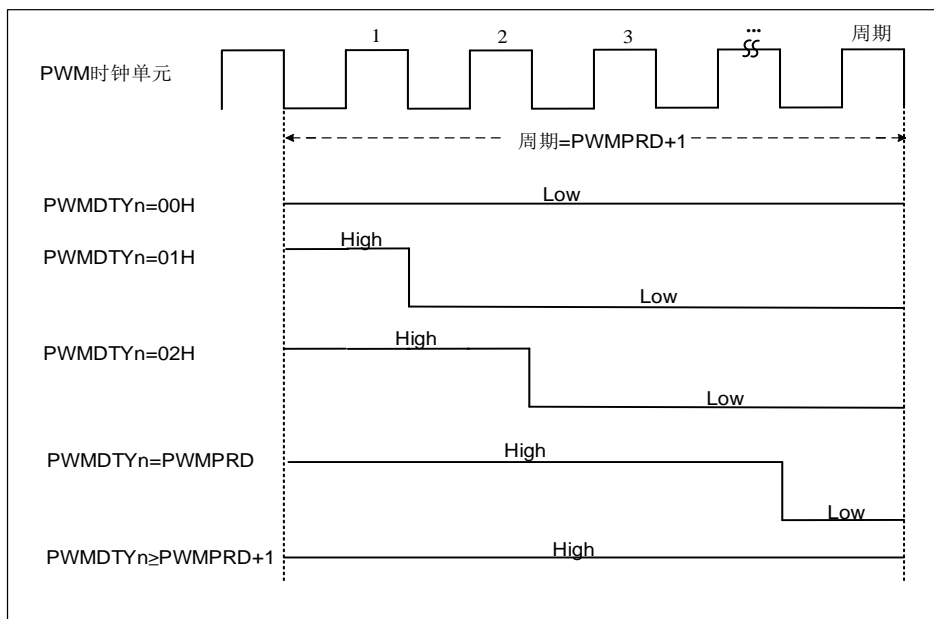 1 2 3 ... 周期
PWM时钟单元
周期=PWMPRD+1
PWMDTYn=00H Low
PWMDTYn=01H High Low
PWMDTYn=02H High Low
PWMDTYn=PWMPRD High Low
PWMDTYn≥PWMPRD+1 High